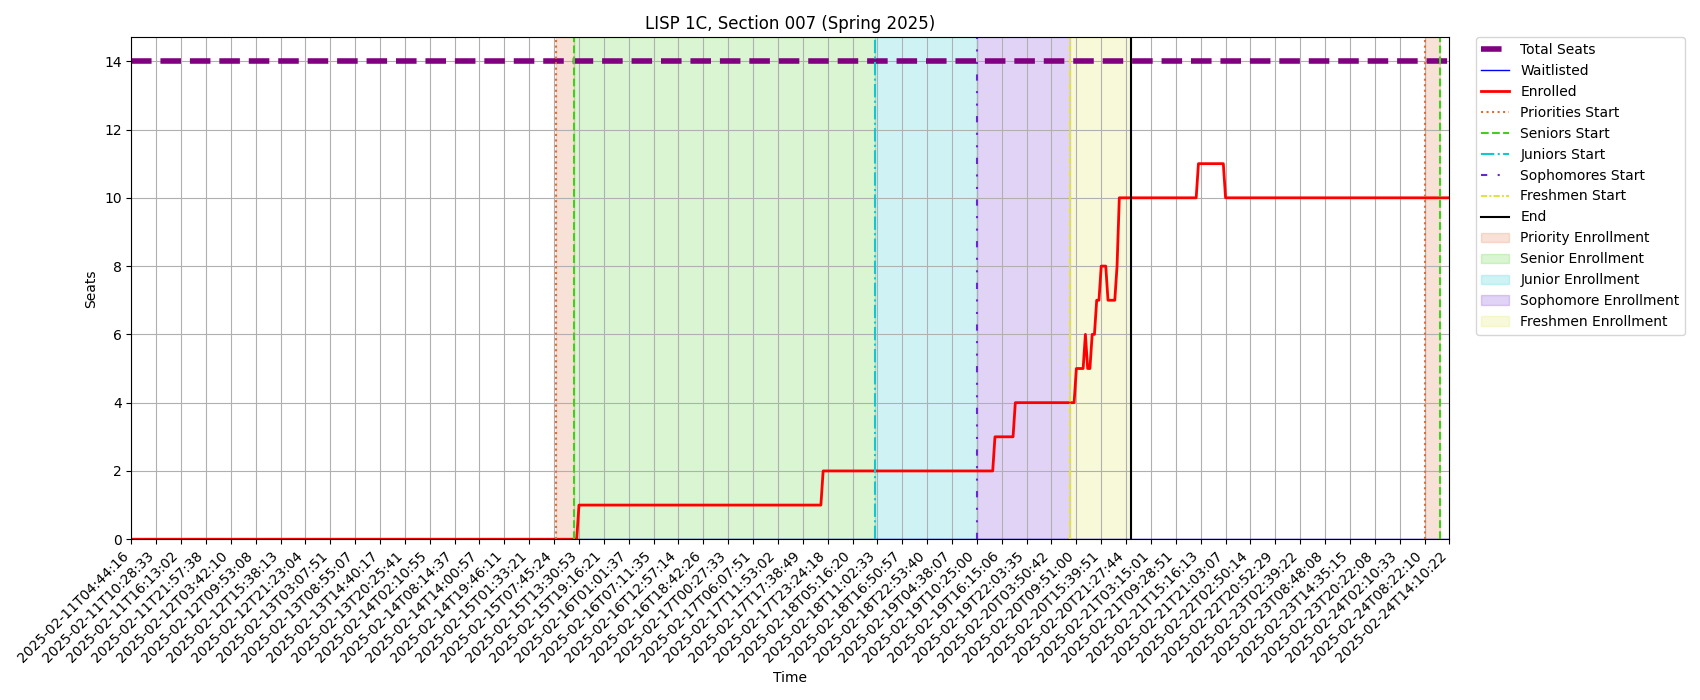 LISP 1C, Section 007 (Spring 2025)
14
12
10
8
6
4
2
0
Seats
2025-02-11T04:44:16
2025-02-11T10:28:33
2025-02-11T16:13:02
2025-02-11T21:57:38
2025-02-12T03:42:10
2025-02-12T09:53:08
2025-02-12T15:38:13
2025-02-12T21:23:04
2025-02-13T03:07:51
2025-02-13T08:55:07
2025-02-13T14:40:17
2025-02-13T20:25:41
2025-02-14T02:10:55
2025-02-14T08:14:37
2025-02-14T14:00:57
2025-02-14T19:46:11
2025-02-15T01:33:21
2025-02-15T07:45:24
2025-02-15T13:30:53
2025-02-15T19:16:21
2025-02-16T01:01:37
2025-02-16T07:11:35
2025-02-16T12:57:14
2025-02-16T18:42:26
2025-02-17T00:27:33
2025-02-17T06:07:51
2025-02-17T11:53:02
2025-02-17T17:38:49
2025-02-17T23:24:18
2025-02-18T05:16:20
2025-02-18T11:02:33
2025-02-18T16:50:57
2025-02-18T22:53:40
2025-02-19T04:38:07
2025-02-19T10:25:00
2025-02-19T16:15:06
2025-02-19T22:03:35
2025-02-20T03:50:42
2025-02-20T09:51:00
2025-02-20T15:39:51
2025-02-20T21:27:44
2025-02-21T03:15:01
2025-02-21T09:28:51
2025-02-21T15:16:13
2025-02-21T21:03:07
2025-02-22T02:50:14
2025-02-22T20:52:29
2025-02-23T02:39:22
2025-02-23T08:48:08
2025-02-23T14:35:15
2025-02-23T20:22:08
2025-02-24T02:10:33
2025-02-24T08:22:10
2025-02-24T14:10:22
Time
Total Seats
Waitlisted
Enrolled
Priorities Start
Seniors Start
Juniors Start
Sophomores Start
Freshmen Start
End
Priority Enrollment
Senior Enrollment
Junior Enrollment
Sophomore Enrollment
Freshmen Enrollment